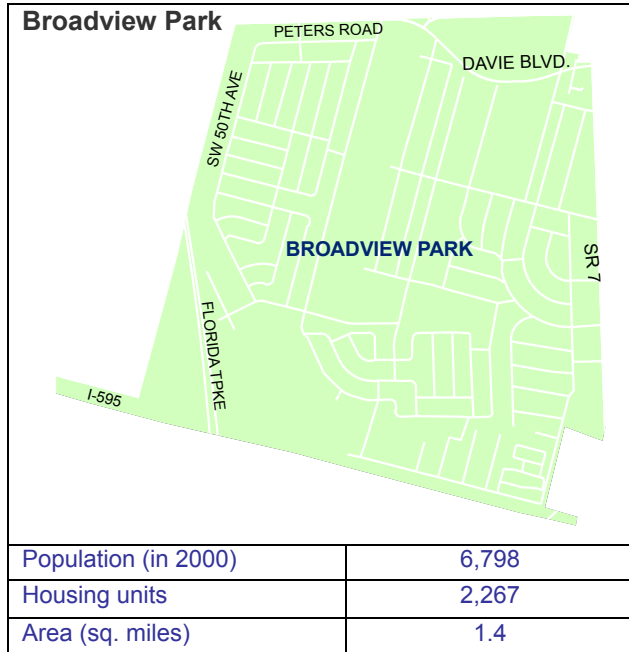 Broadview Park
PETERS ROAD
DAVIE BLVD.
SW 50TH AVE
BROADVIEW PARK
SR 7
FLORIDA TPKE
I-595
Population (in 2000) 6,798
Housing units 2,267
Area (sq. miles) 1.4